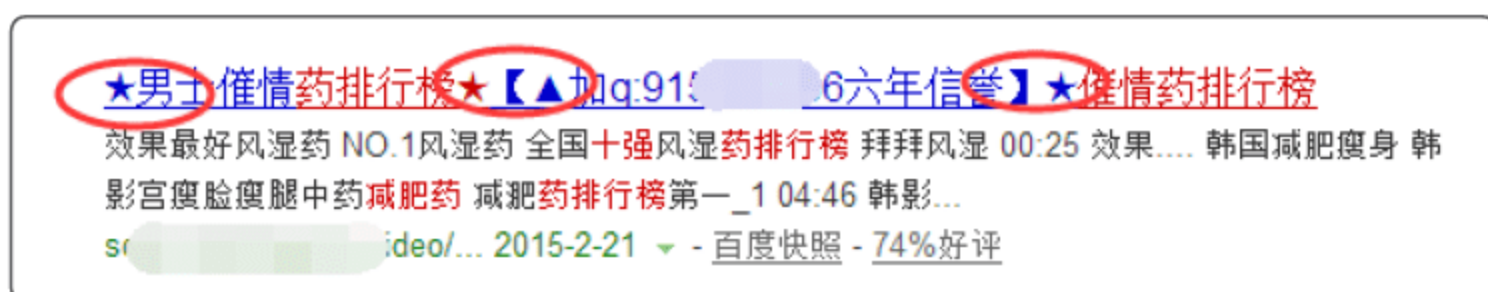 ★男士催情药排行榜★【▲加q:915 6六年信誉】★催情药排行榜
效果最好风湿药 NO.1风湿药 全国十强风湿药排行榜 拜拜风湿 00:25 效果.... 韩国减肥瘦身 韩
影宫瘦脸瘦腿中药减肥药 减肥药排行榜第一_1 04:46 韩影...
ideo/... 2015-2-21 - 百度快照 - 74%好评